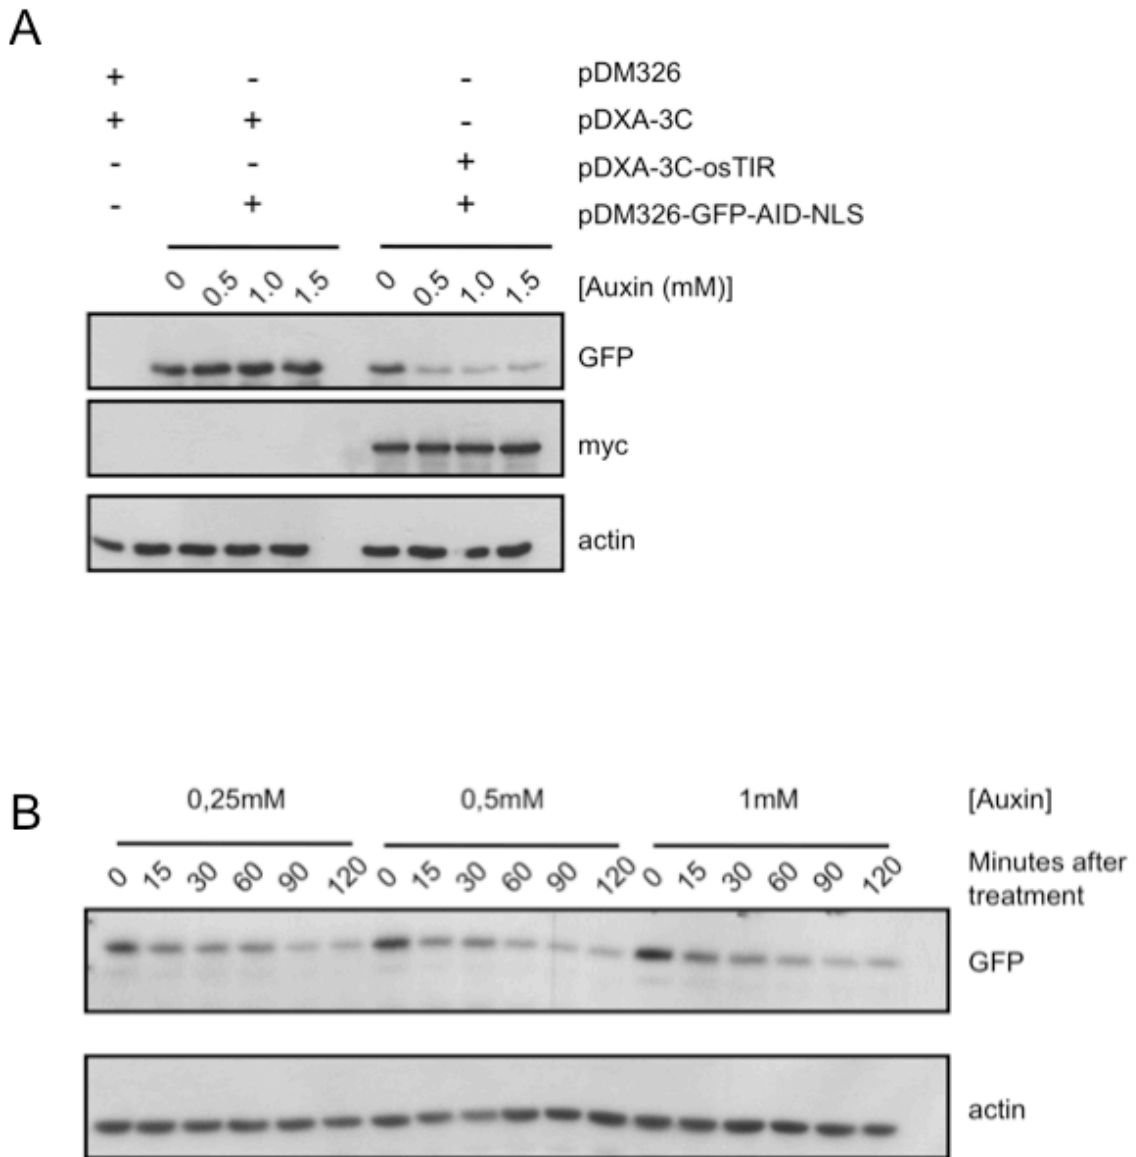 A
+ - - pDM326
+ + - pDXA-3C
- - + pDXA-3C-osTIR
- + + pDM326-GFP-AID-NLS
0 0.5 1.0 1.5 0 0.5 1.0 1.5 [Auxin (mM)]
GFP
myc
actin
B
0,25mM 0,5mM 1mM [Auxin]
0 15 30 60 90 120 0 15 30 60 90 120 0 15 30 60 90 120 Minutes after
treatment
GFP
actin